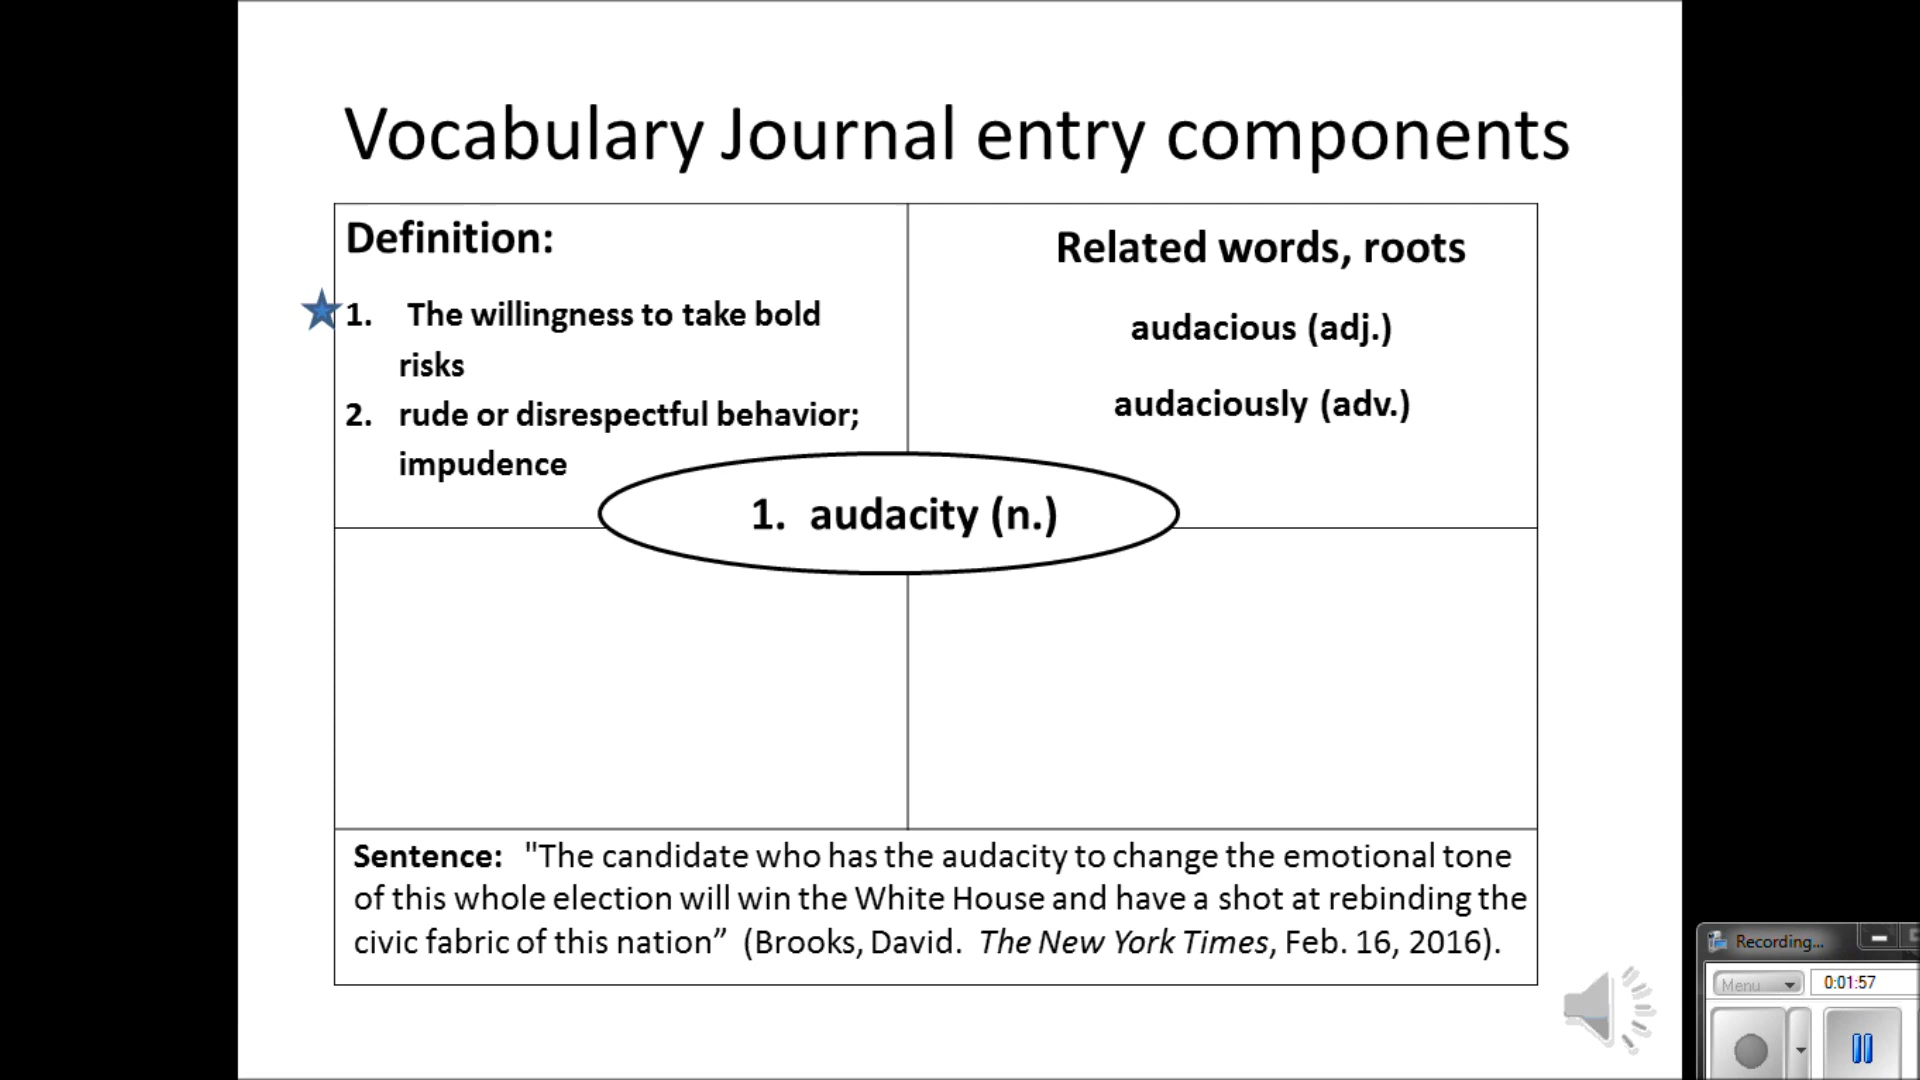 Vocabulary Journal entry components
Definition:
1. The willingness to take bold
risks
2. rude or disrespectful behavior;
impudence
Related words, roots
audacious (adj.)
audaciously (adv.)
1. audacity (n.)
Sentence: "The candidate who has the audacity to change the emotional tone
of this whole election will win the White House and have a shot at rebinding the
civic fabric of this nation” (Brooks, David. The New York Times, Feb. 16, 2016).
Recording...
Menu
0:01:57